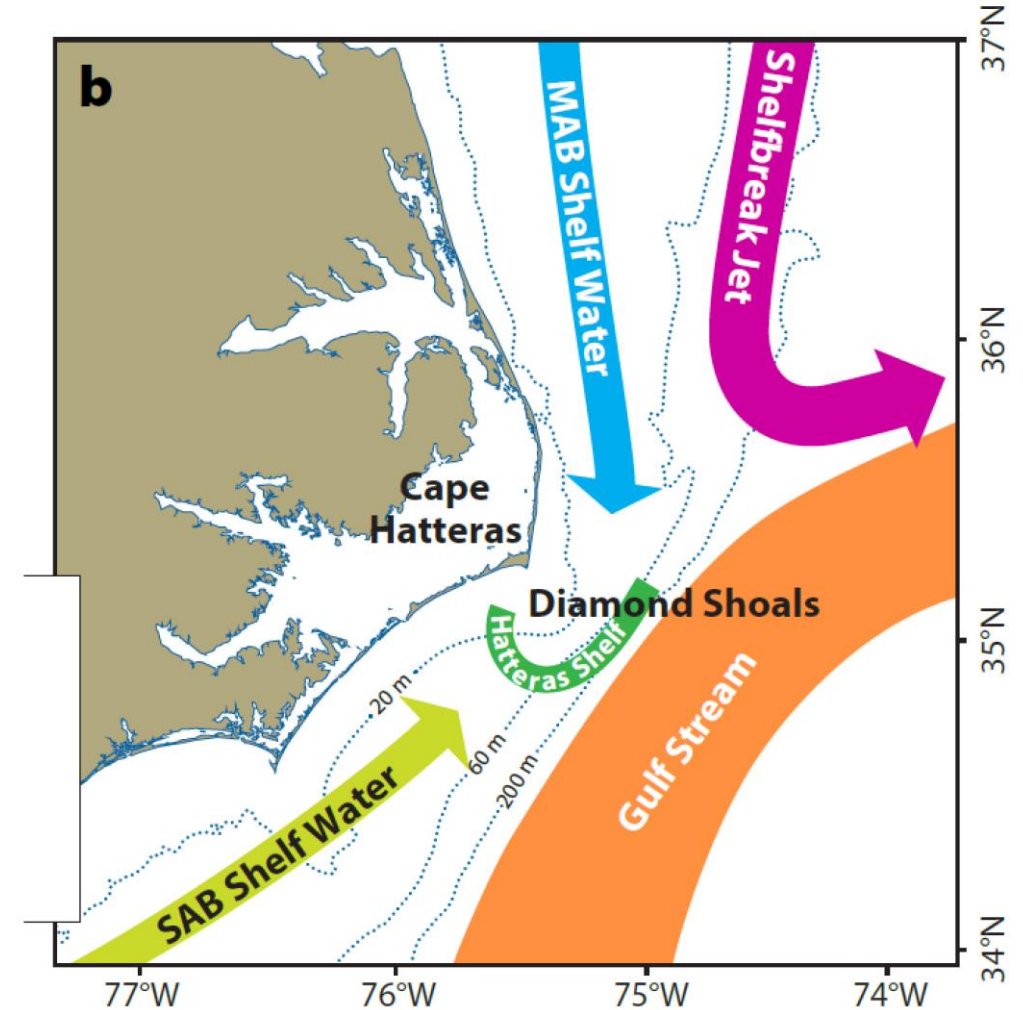 b
MAB Shelf Water
Shelfbreak Jet
Cape
Hatteras
Diamond Shoals
Hatteras Shelf
Gulf Stream
SAB Shelf Water
20 m
60 m
200 m
37°N
36°N
35°N
34°N
77°W
76°W
75°W
74°W